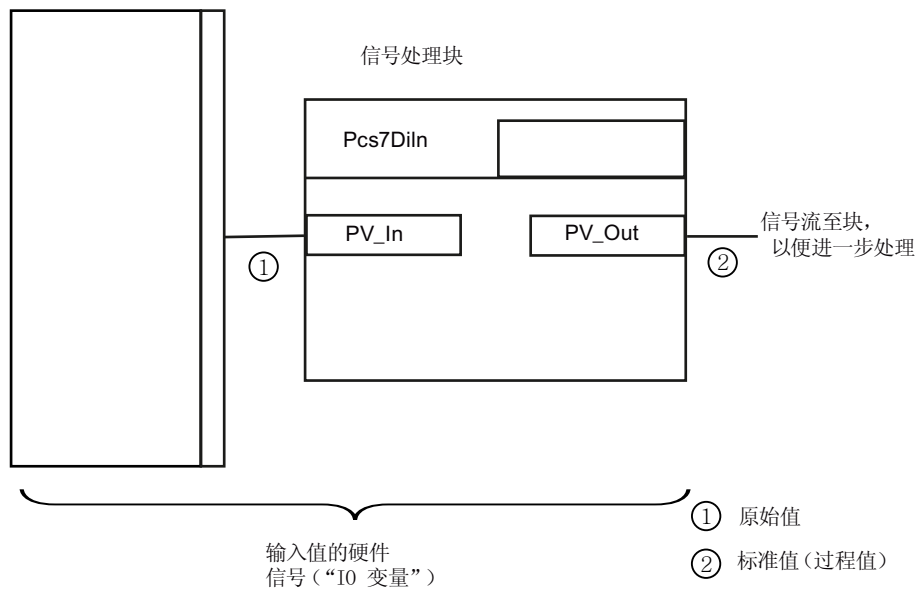 信号处理块
Pcs7DiIn
PV_In
PV_Out
信号流至块，
以便进一步处理
①
②
① 原始值
② 标准值(过程值)
输入值的硬件
信号(“IO 变量”)